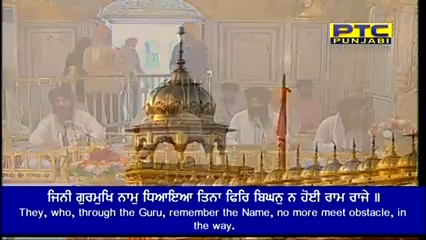 PTC
PUNJABI
ਜਿਨੀ ਗੁਰਮੁਖਿ ਨਾਮੁ ਧਿਆਇਆ ਤਿਨਾ ਫਿਰਿ ਬਿਘਨੁ ਨ ਹੋਈ ਰਾਮ ਰਾਜੇ ॥
They, who, through the Guru, remember the Name, no more meet obstacle, in
the way.